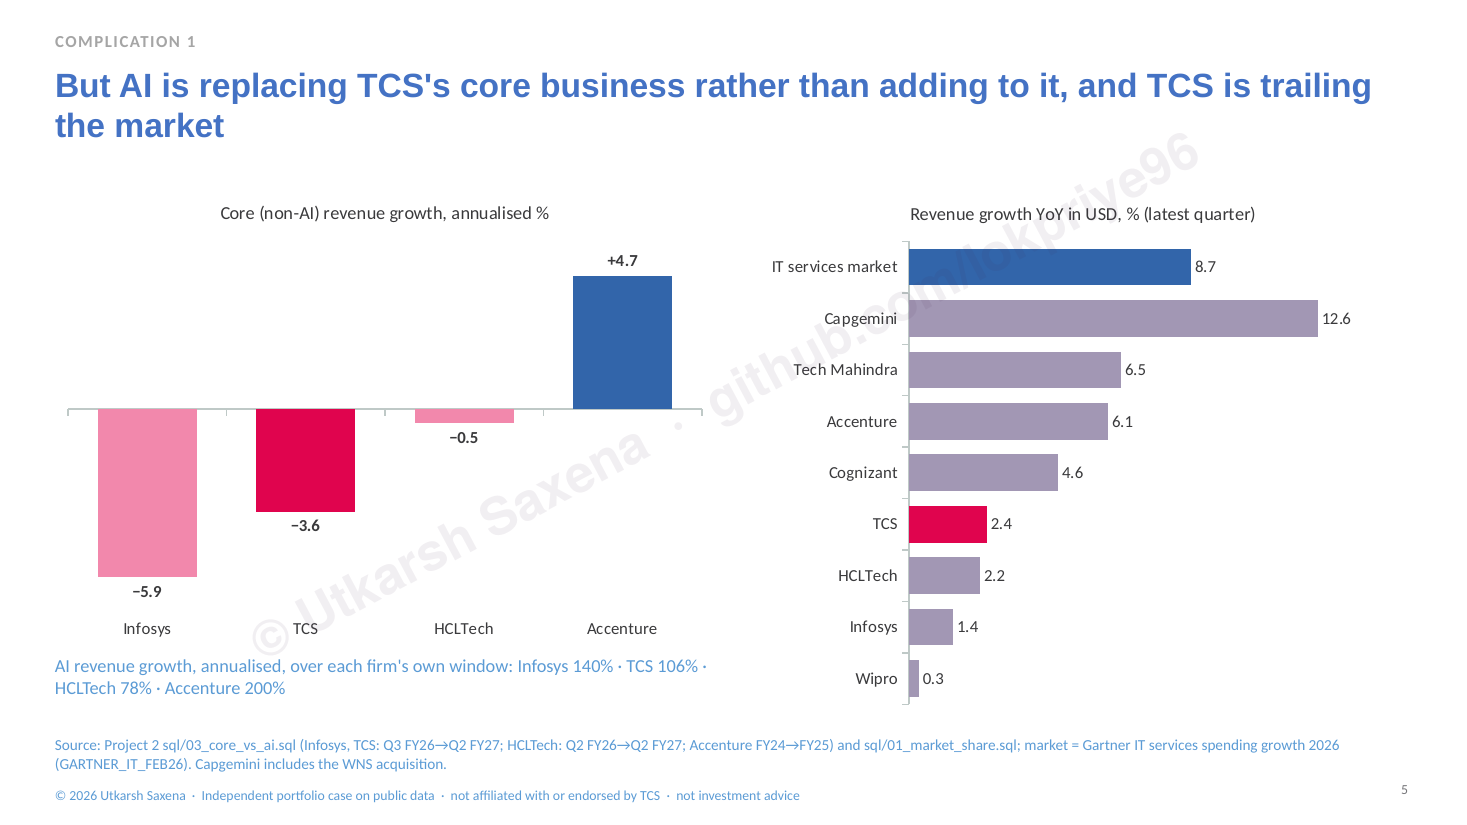 COMPLICATION 1
But AI is replacing TCS's core business rather than adding to it, and TCS is trailing
the market
Core (non-AI) revenue growth, annualised %
+4.7
−0.5
−3.6
−5.9
Infosys
TCS
HCLTech
Accenture
AI revenue growth, annualised, over each firm's own window: Infosys 140% · TCS 106% ·
HCLTech 78% · Accenture 200%
Revenue growth YoY in USD, % (latest quarter)
IT services market 8.7
Capgemini 12.6
Tech Mahindra 6.5
Accenture 6.1
Cognizant 4.6
TCS 2.4
HCLTech 2.2
Infosys 1.4
Wipro 0.3
© Utkarsh Saxena · github.com/lokprive96
Source: Project 2 sql/03_core_vs_ai.sql (Infosys, TCS: Q3 FY26→Q2 FY27; HCLTech: Q2 FY26→Q2 FY27; Accenture FY24→FY25) and sql/01_market_share.sql; market = Gartner IT services spending growth 2026
(GARTNER_IT_FEB26). Capgemini includes the WNS acquisition.
© 2026 Utkarsh Saxena · Independent portfolio case on public data · not affiliated with or endorsed by TCS · not investment advice
5